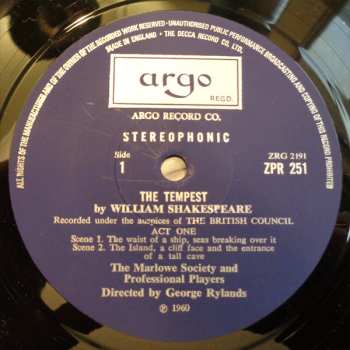 ALL RIGHTS OF THE MANUFACTURER AND OF THE OWNER OF THE RECORDED WORK RESERVED · UNAUTHORISED PUBLIC PERFORMANCE BROADCASTING AND COPYING OF THIS RECORD PROHIBITED
MADE IN ENGLAND · THE DECCA RECORD CO. LTD.
argo
REGD.
ARGO RECORD CO.
STEREOPHONIC
Side
1
ZRG 2191
ZPR 251
THE TEMPEST
by WILLIAM SHAKESPEARE
Recorded under the auspices of THE BRITISH COUNCIL
ACT ONE
Scene 1. The waist of a ship, seas breaking over it
Scene 2. The Island, a cliff face and the entrance
of a tall cave
The Marlowe Society and
Professional Players
Directed by George Rylands
℗ 1960